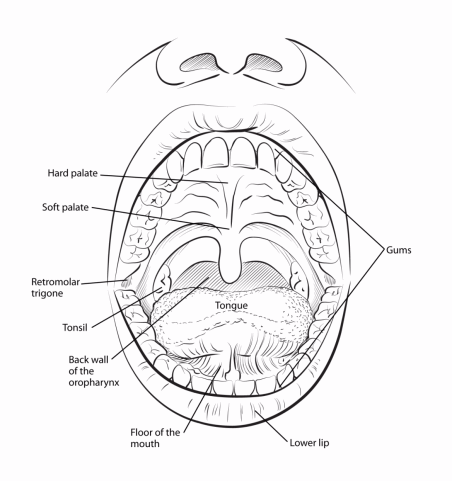 Hard palate
Soft palate
Gums
Retromolar
trigone
Tongue
Tonsil
Back wall
of the
oropharynx
Floor of the
mouth
Lower lip